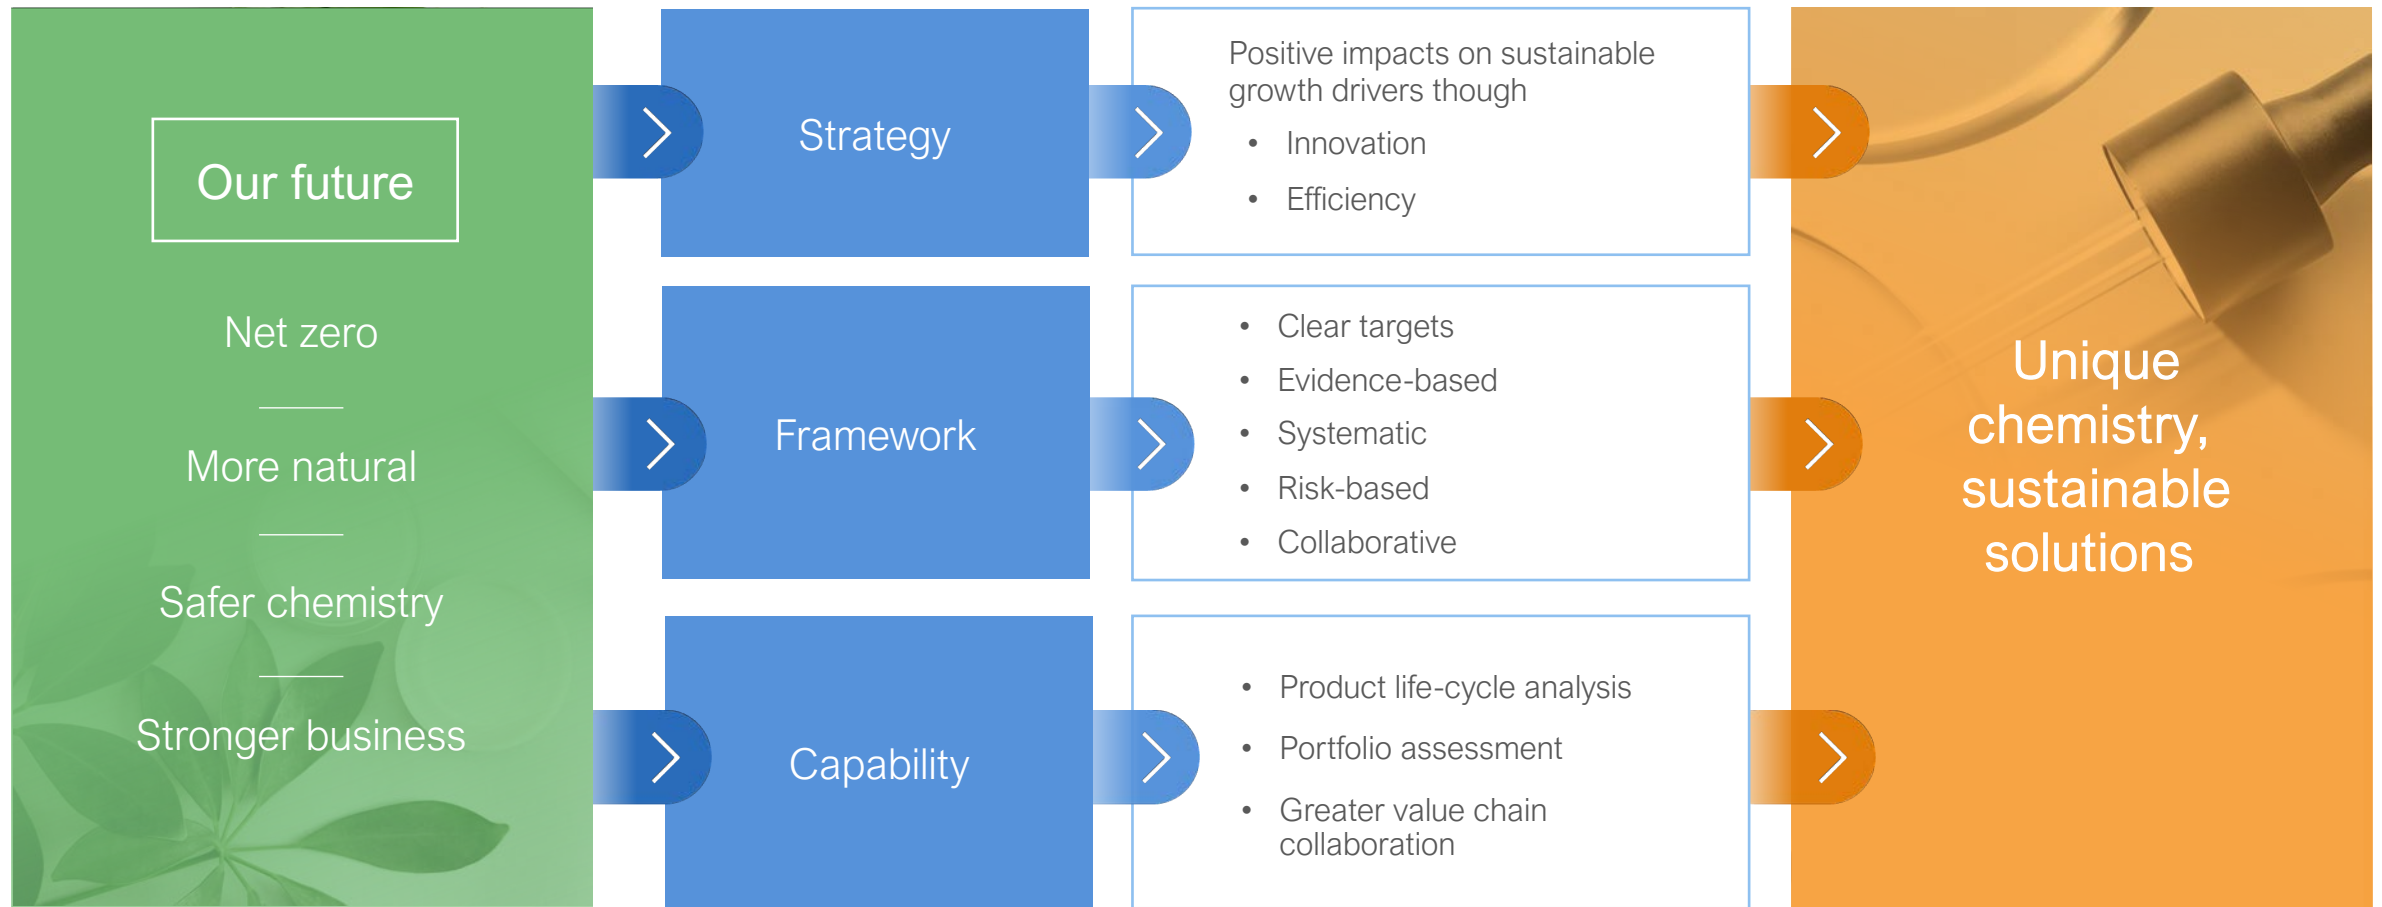 Our future
Net zero
More natural
Safer chemistry
Stronger business
Strategy
Positive impacts on sustainable
growth drivers though
• Innovation
• Efficiency
Framework
• Clear targets
• Evidence-based
• Systematic
• Risk-based
• Collaborative
Capability
• Product life-cycle analysis
• Portfolio assessment
• Greater value chain
collaboration
Unique
chemistry,
sustainable
solutions